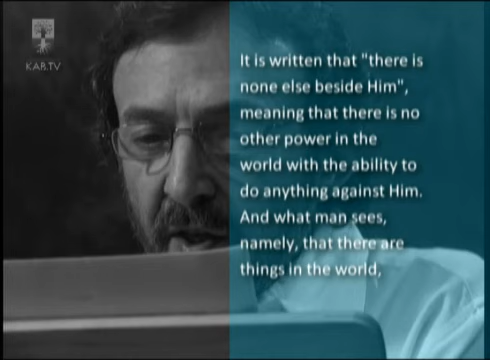 KAB.TV
It is written that "there is
none else beside Him",
meaning that there is no
other power in the
world with the ability to
do anything against Him.
And what man sees,
namely, that there are
things in the world,